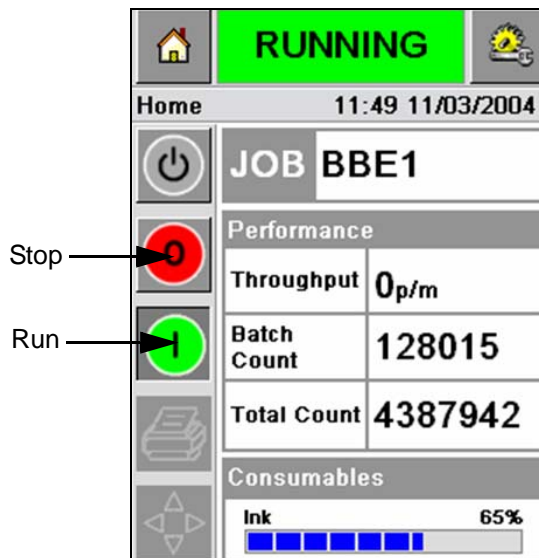 RUNNING
Home 11:49 11/03/2004
JOB BBE1
Stop
O
Performance
Throughput 0p/m
Run
I
Batch Count 128015
Total Count 4387942
Consumables
Ink 65%